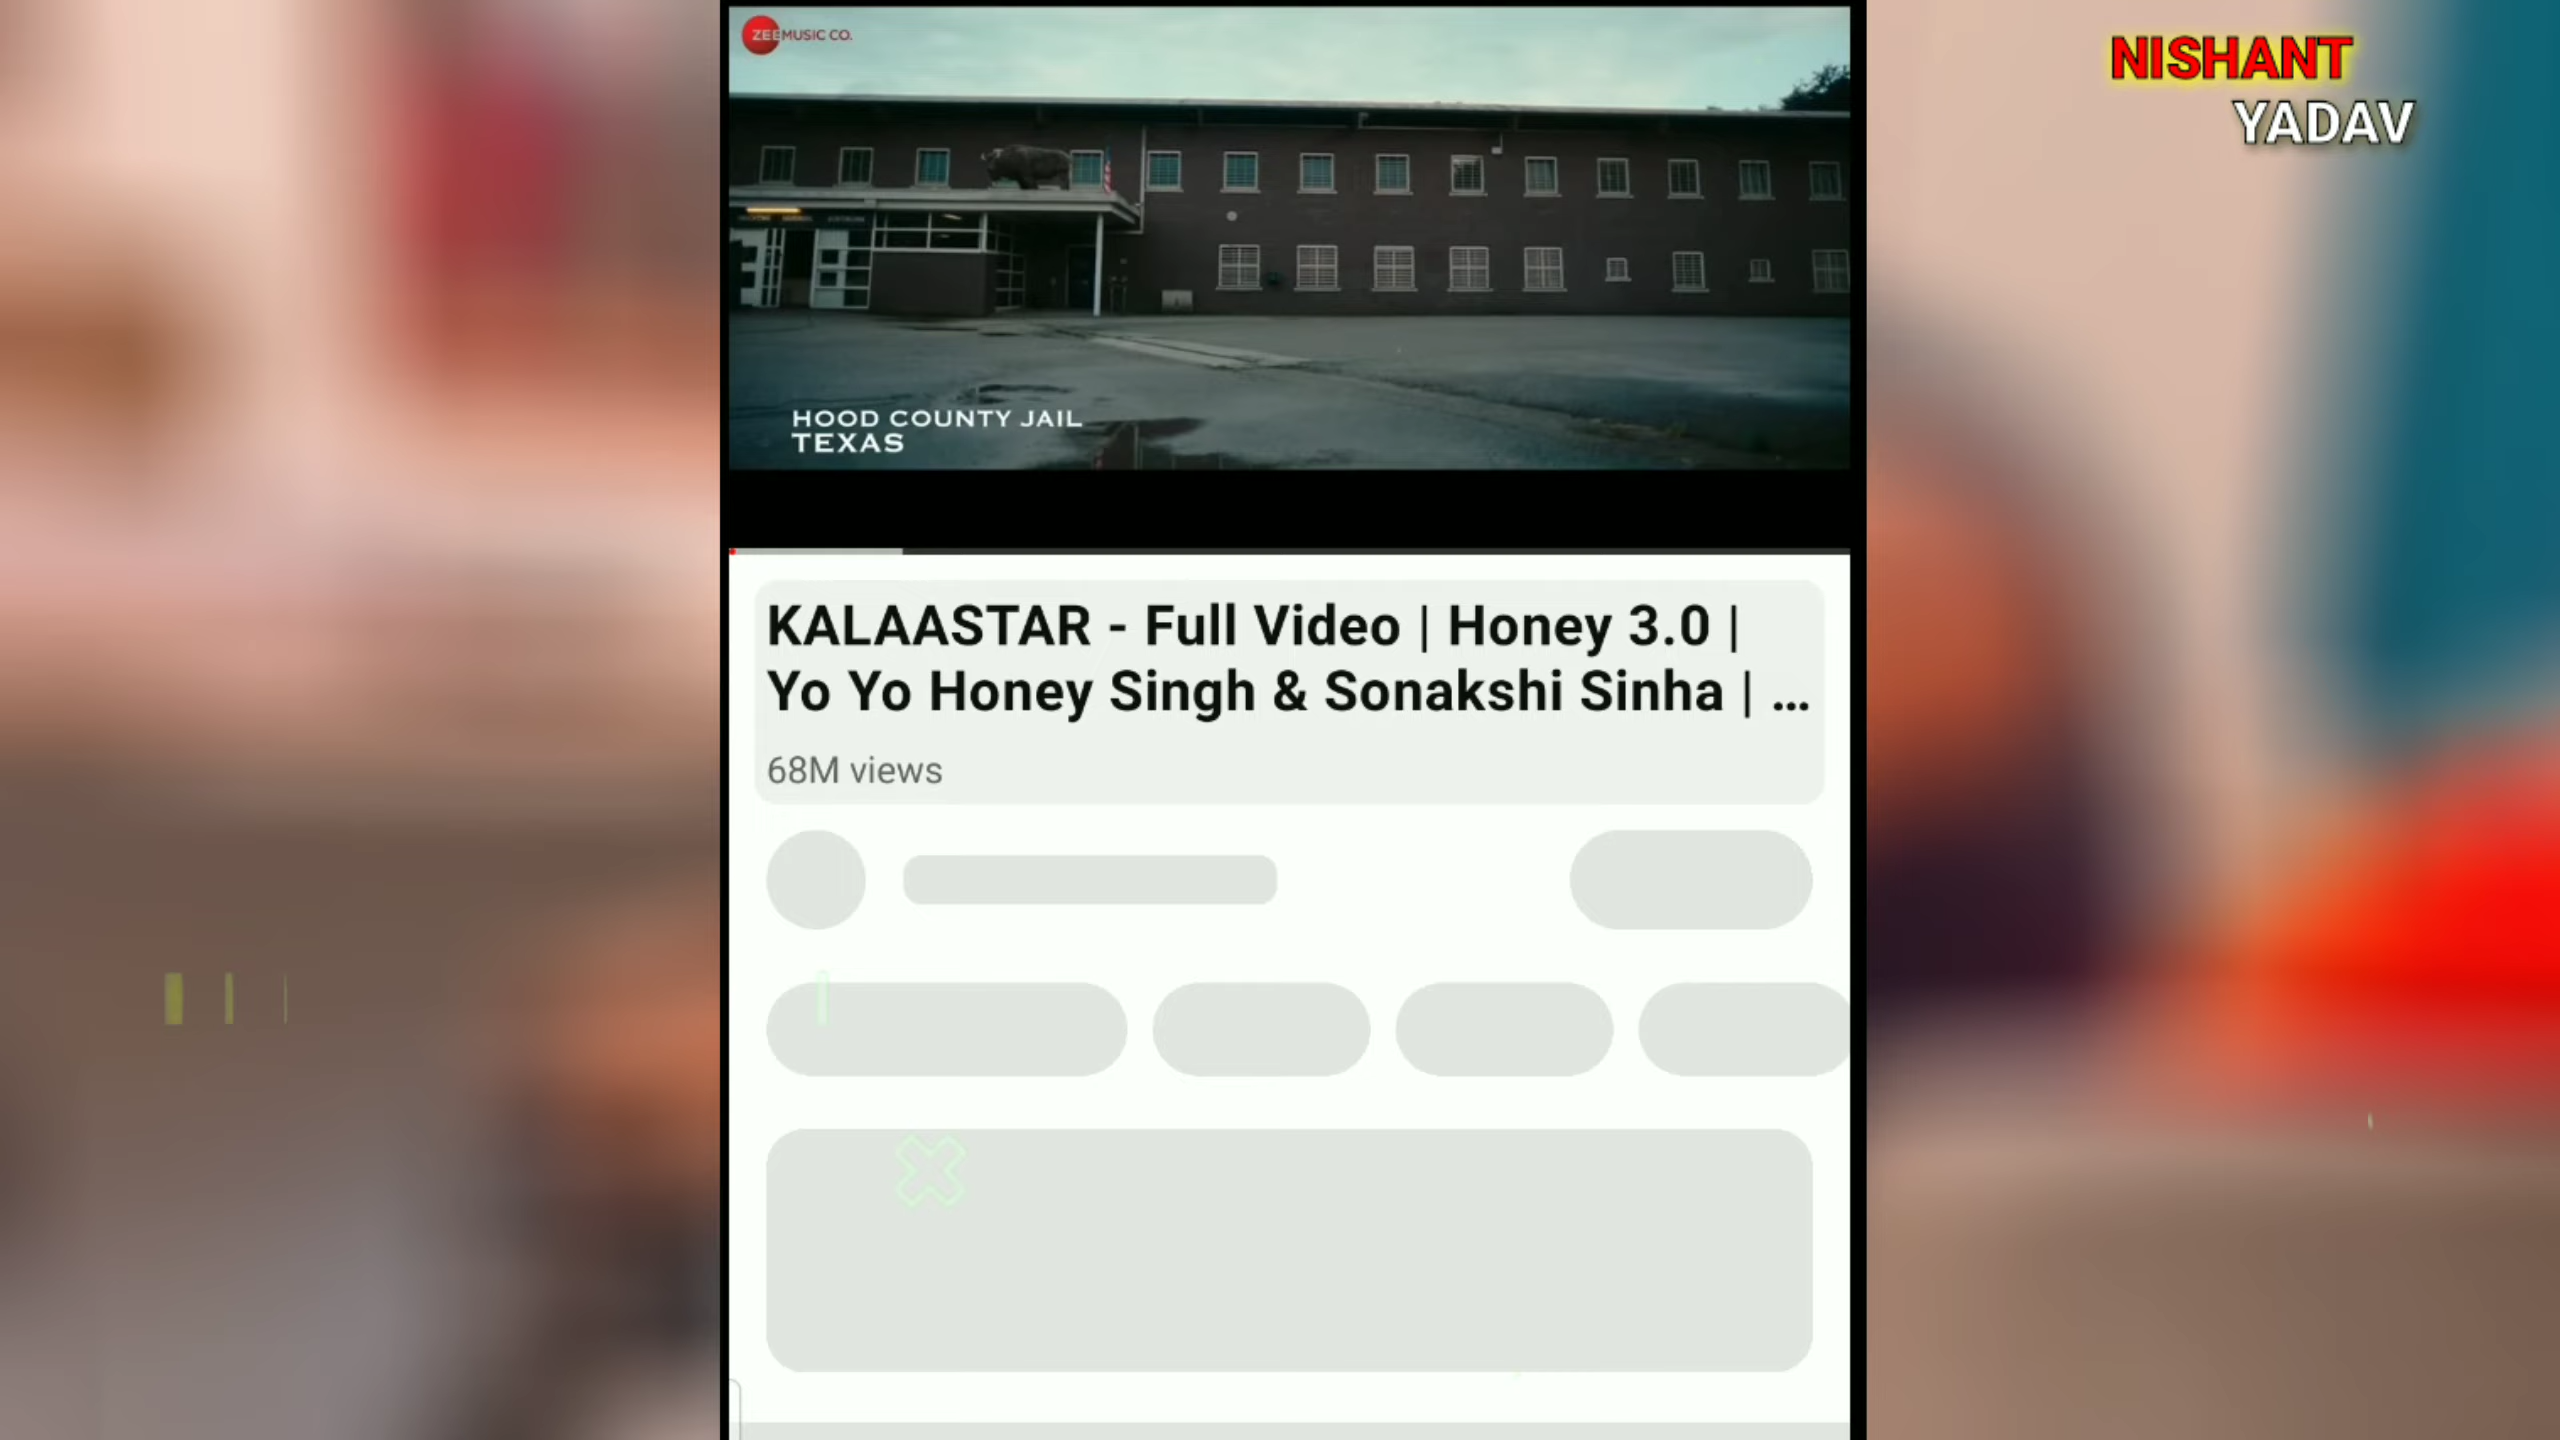 ZEE MUSIC CO.
NISHANT
YADAV
HOOD COUNTY JAIL
TEXAS
KALAASTAR - Full Video | Honey 3.0 |
Yo Yo Honey Singh & Sonakshi Sinha | ...
68M views